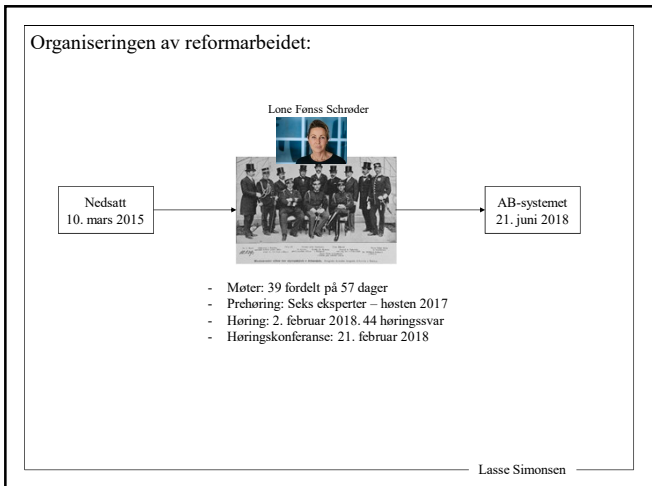 Organiseringen av reformarbeidet:
Lone Fønss Schrøder
Nedsatt
10. mars 2015
AB-systemet
21. juni 2018
- Møter: 39 fordelt på 57 dager
- Prehøring: Seks eksperter – høsten 2017
- Høring: 2. februar 2018. 44 høringssvar
- Høringskonferanse: 21. februar 2018
Lasse Simonsen